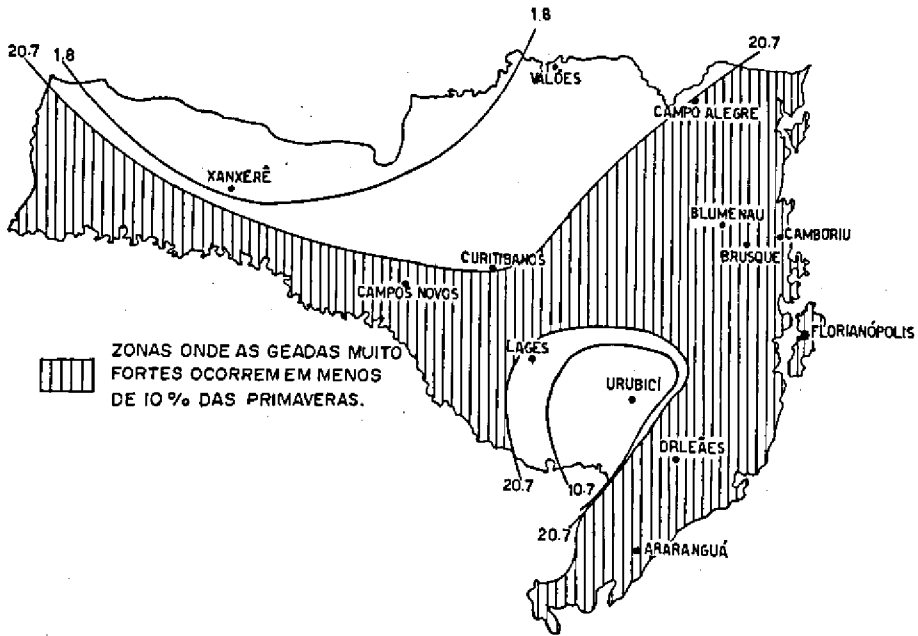 1.8
20.7
1.8
20.7
VALÕES
CAMPO ALEGRE
XANXERÊ
BLUMENAU
CAMBORIU
BRUSQUE
CURITIBANOS
CAMPOS NOVOS
FLORIANÓPOLIS
LAGES
ZONAS ONDE AS GEADAS MUITO
FORTES OCORREM EM MENOS
DE 10 % DAS PRIMAVERAS.
URUBICÍ
ORLEÃES
20.7
10.7
20.7
ARARANGUÁ